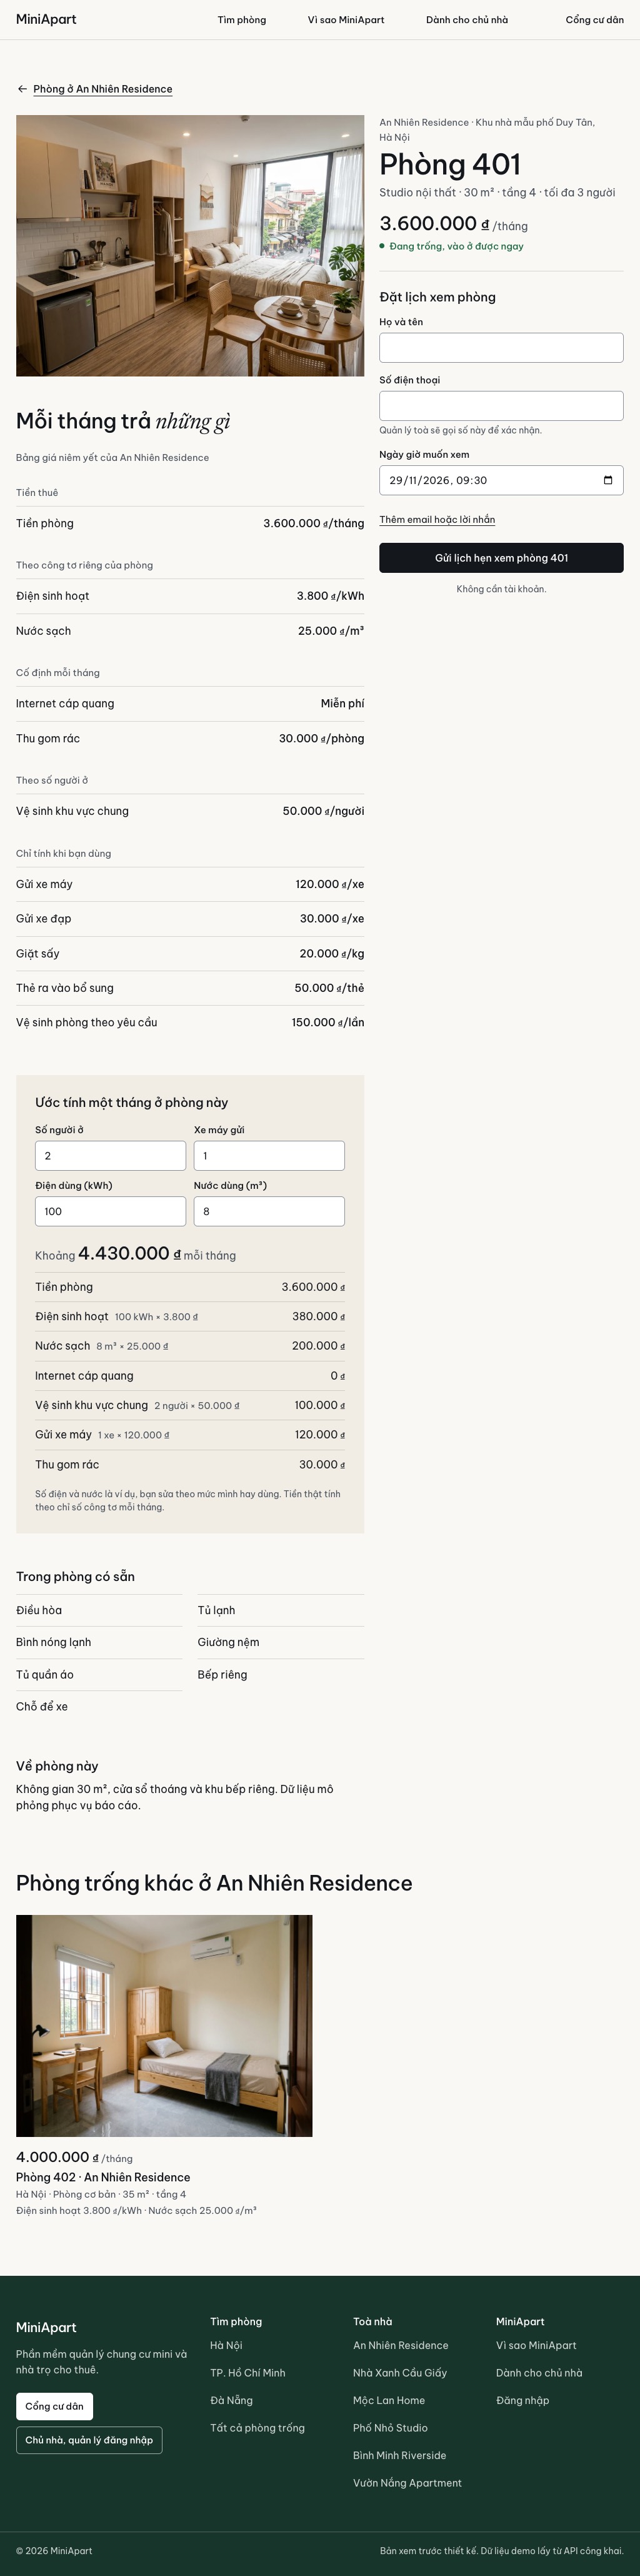 MiniApart
Tìm phòng
Vì sao MiniApart
Dành cho chủ nhà
Cổng cư dân
← Phòng ở An Nhiên Residence
An Nhiên Residence · Khu nhà mẫu phố Duy Tân,
Hà Nội
Phòng 401
Studio nội thất · 30 m² · tầng 4 · tối đa 3 người
3.600.000 ₫ /tháng
Đang trống, vào ở được ngay
Đặt lịch xem phòng
Họ và tên
Số điện thoại
Quản lý toà sẽ gọi số này để xác nhận.
Ngày giờ muốn xem
29/11/2026, 09:30
Thêm email hoặc lời nhắn
Gửi lịch hẹn xem phòng 401
Không cần tài khoản.
Mỗi tháng trả những gì
Bảng giá niêm yết của An Nhiên Residence
Tiền thuê
Tiền phòng 3.600.000 ₫/tháng
Theo công tơ riêng của phòng
Điện sinh hoạt 3.800 ₫/kWh
Nước sạch 25.000 ₫/m³
Cố định mỗi tháng
Internet cáp quang Miễn phí
Thu gom rác 30.000 ₫/phòng
Theo số người ở
Vệ sinh khu vực chung 50.000 ₫/người
Chỉ tính khi bạn dùng
Gửi xe máy 120.000 ₫/xe
Gửi xe đạp 30.000 ₫/xe
Giặt sấy 20.000 ₫/kg
Thẻ ra vào bổ sung 50.000 ₫/thẻ
Vệ sinh phòng theo yêu cầu 150.000 ₫/lần
Ước tính một tháng ở phòng này
Số người ở Xe máy gửi
2 1
Điện dùng (kWh) Nước dùng (m³)
100 8
Khoảng 4.430.000 ₫ mỗi tháng
Tiền phòng 3.600.000 ₫
Điện sinh hoạt 100 kWh × 3.800 ₫ 380.000 ₫
Nước sạch 8 m³ × 25.000 ₫ 200.000 ₫
Internet cáp quang 0 ₫
Vệ sinh khu vực chung 2 người × 50.000 ₫ 100.000 ₫
Gửi xe máy 1 xe × 120.000 ₫ 120.000 ₫
Thu gom rác 30.000 ₫
Số điện và nước là ví dụ, bạn sửa theo mức mình hay dùng. Tiền thật tính
theo chỉ số công tơ mỗi tháng.
Trong phòng có sẵn
Điều hòa Tủ lạnh
Bình nóng lạnh Giường nệm
Tủ quần áo Bếp riêng
Chỗ để xe
Về phòng này
Không gian 30 m², cửa sổ thoáng và khu bếp riêng. Dữ liệu mô
phỏng phục vụ báo cáo.
Phòng trống khác ở An Nhiên Residence
4.000.000 ₫ /tháng
Phòng 402 · An Nhiên Residence
Hà Nội · Phòng cơ bản · 35 m² · tầng 4
Điện sinh hoạt 3.800 ₫/kWh · Nước sạch 25.000 ₫/m³
MiniApart
Phần mềm quản lý chung cư mini và
nhà trọ cho thuê.
Cổng cư dân
Chủ nhà, quản lý đăng nhập
Tìm phòng
Hà Nội
TP. Hồ Chí Minh
Đà Nẵng
Tất cả phòng trống
Toà nhà
An Nhiên Residence
Nhà Xanh Cầu Giấy
Mộc Lan Home
Phố Nhỏ Studio
Bình Minh Riverside
Vườn Nắng Apartment
MiniApart
Vì sao MiniApart
Dành cho chủ nhà
Đăng nhập
© 2026 MiniApart
Bản xem trước thiết kế. Dữ liệu demo lấy từ API công khai.